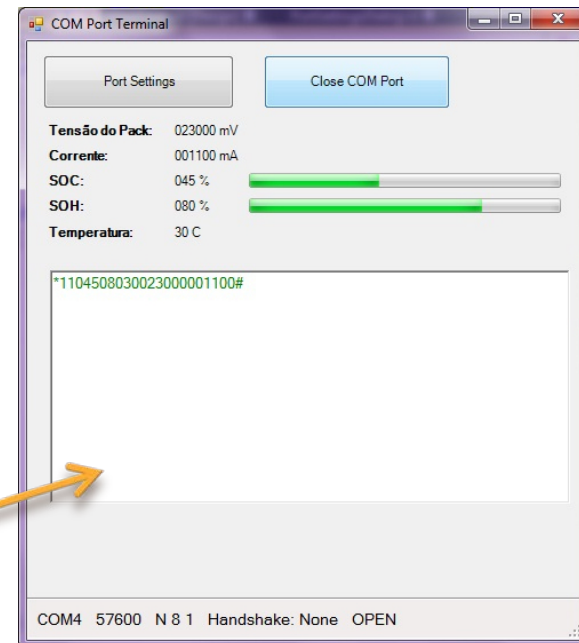 COM Port Terminal
Port Settings Close COM Port
Tensão do Pack: 023000 mV
Corrente: 001100 mA
SOC: 045 %
SOH: 080 %
Temperatura: 30 C
*1104508030023000001100#
COM4 57600 N 8 1 Handshake: None OPEN